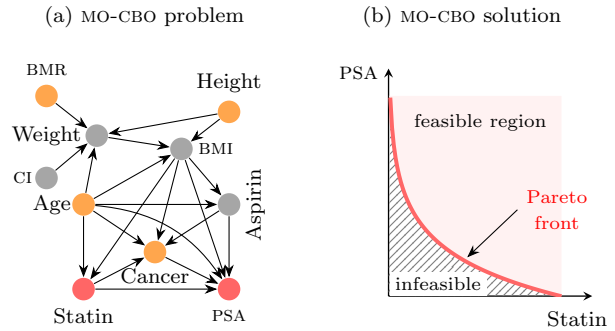 (a) MO-CBO problem
BMR
Height
Weight
BMI
CI
Age
Aspirin
Cancer
Statin
PSA
(b) MO-CBO solution
PSA
feasible region
Pareto
front
infeasible
Statin